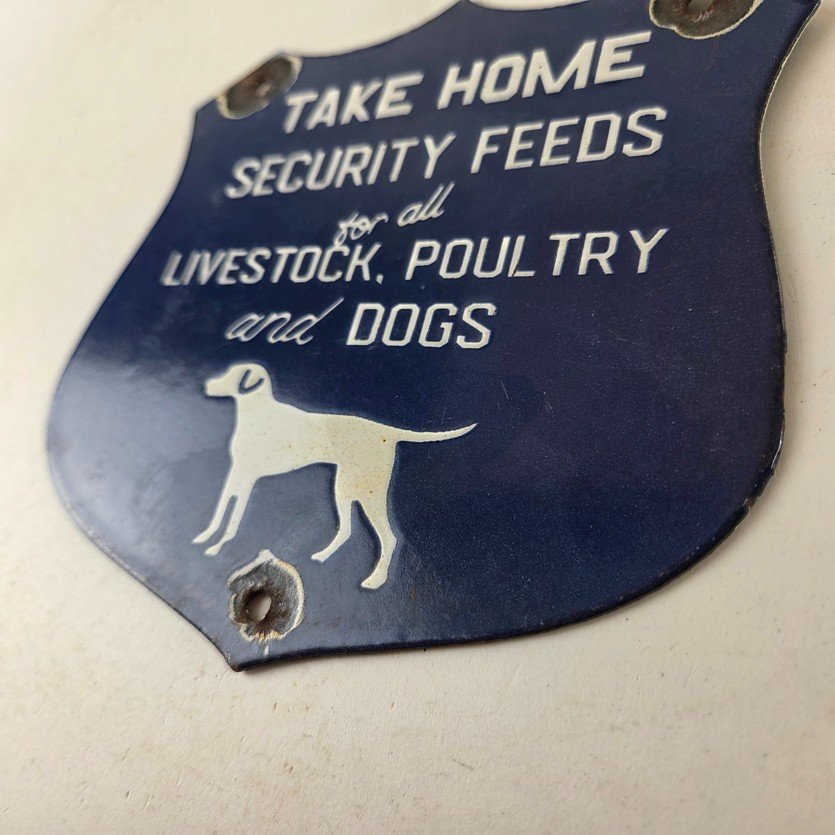 TAKE HOME
SECURITY FEEDS
for all
LIVESTOCK, POULTRY
and DOGS